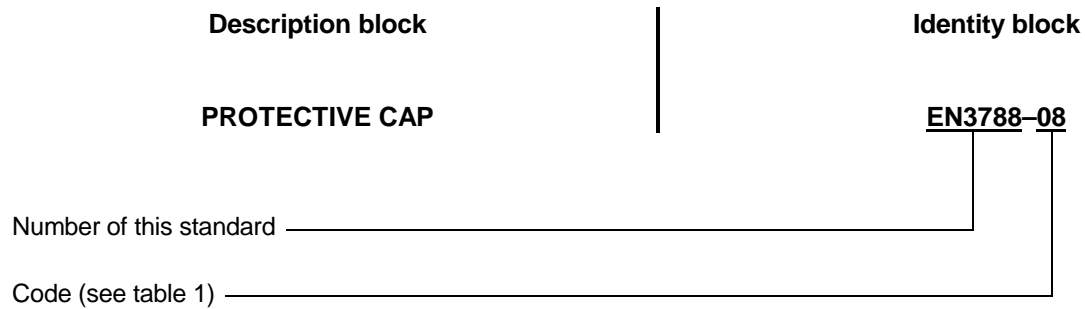 Description block Identity block
PROTECTIVE CAP EN3788–08
Number of this standard
Code (see table 1)